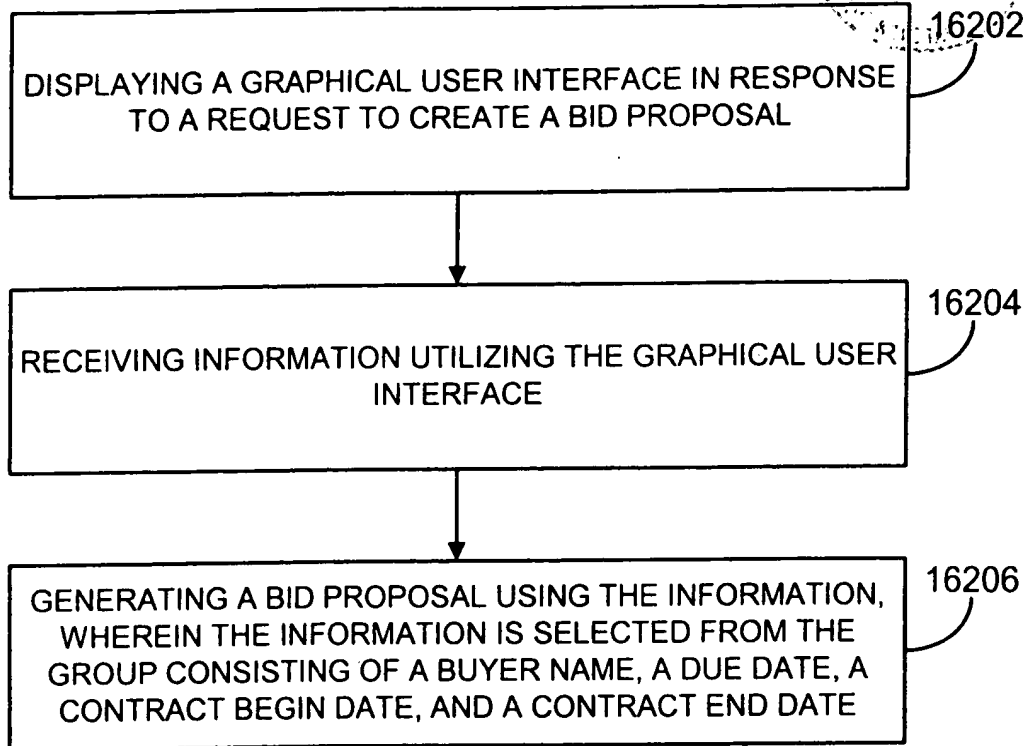 16202
DISPLAYING A GRAPHICAL USER INTERFACE IN RESPONSE
TO A REQUEST TO CREATE A BID PROPOSAL
16204
RECEIVING INFORMATION UTILIZING THE GRAPHICAL USER
INTERFACE
16206
GENERATING A BID PROPOSAL USING THE INFORMATION,
WHEREIN THE INFORMATION IS SELECTED FROM THE
GROUP CONSISTING OF A BUYER NAME, A DUE DATE, A
CONTRACT BEGIN DATE, AND A CONTRACT END DATE